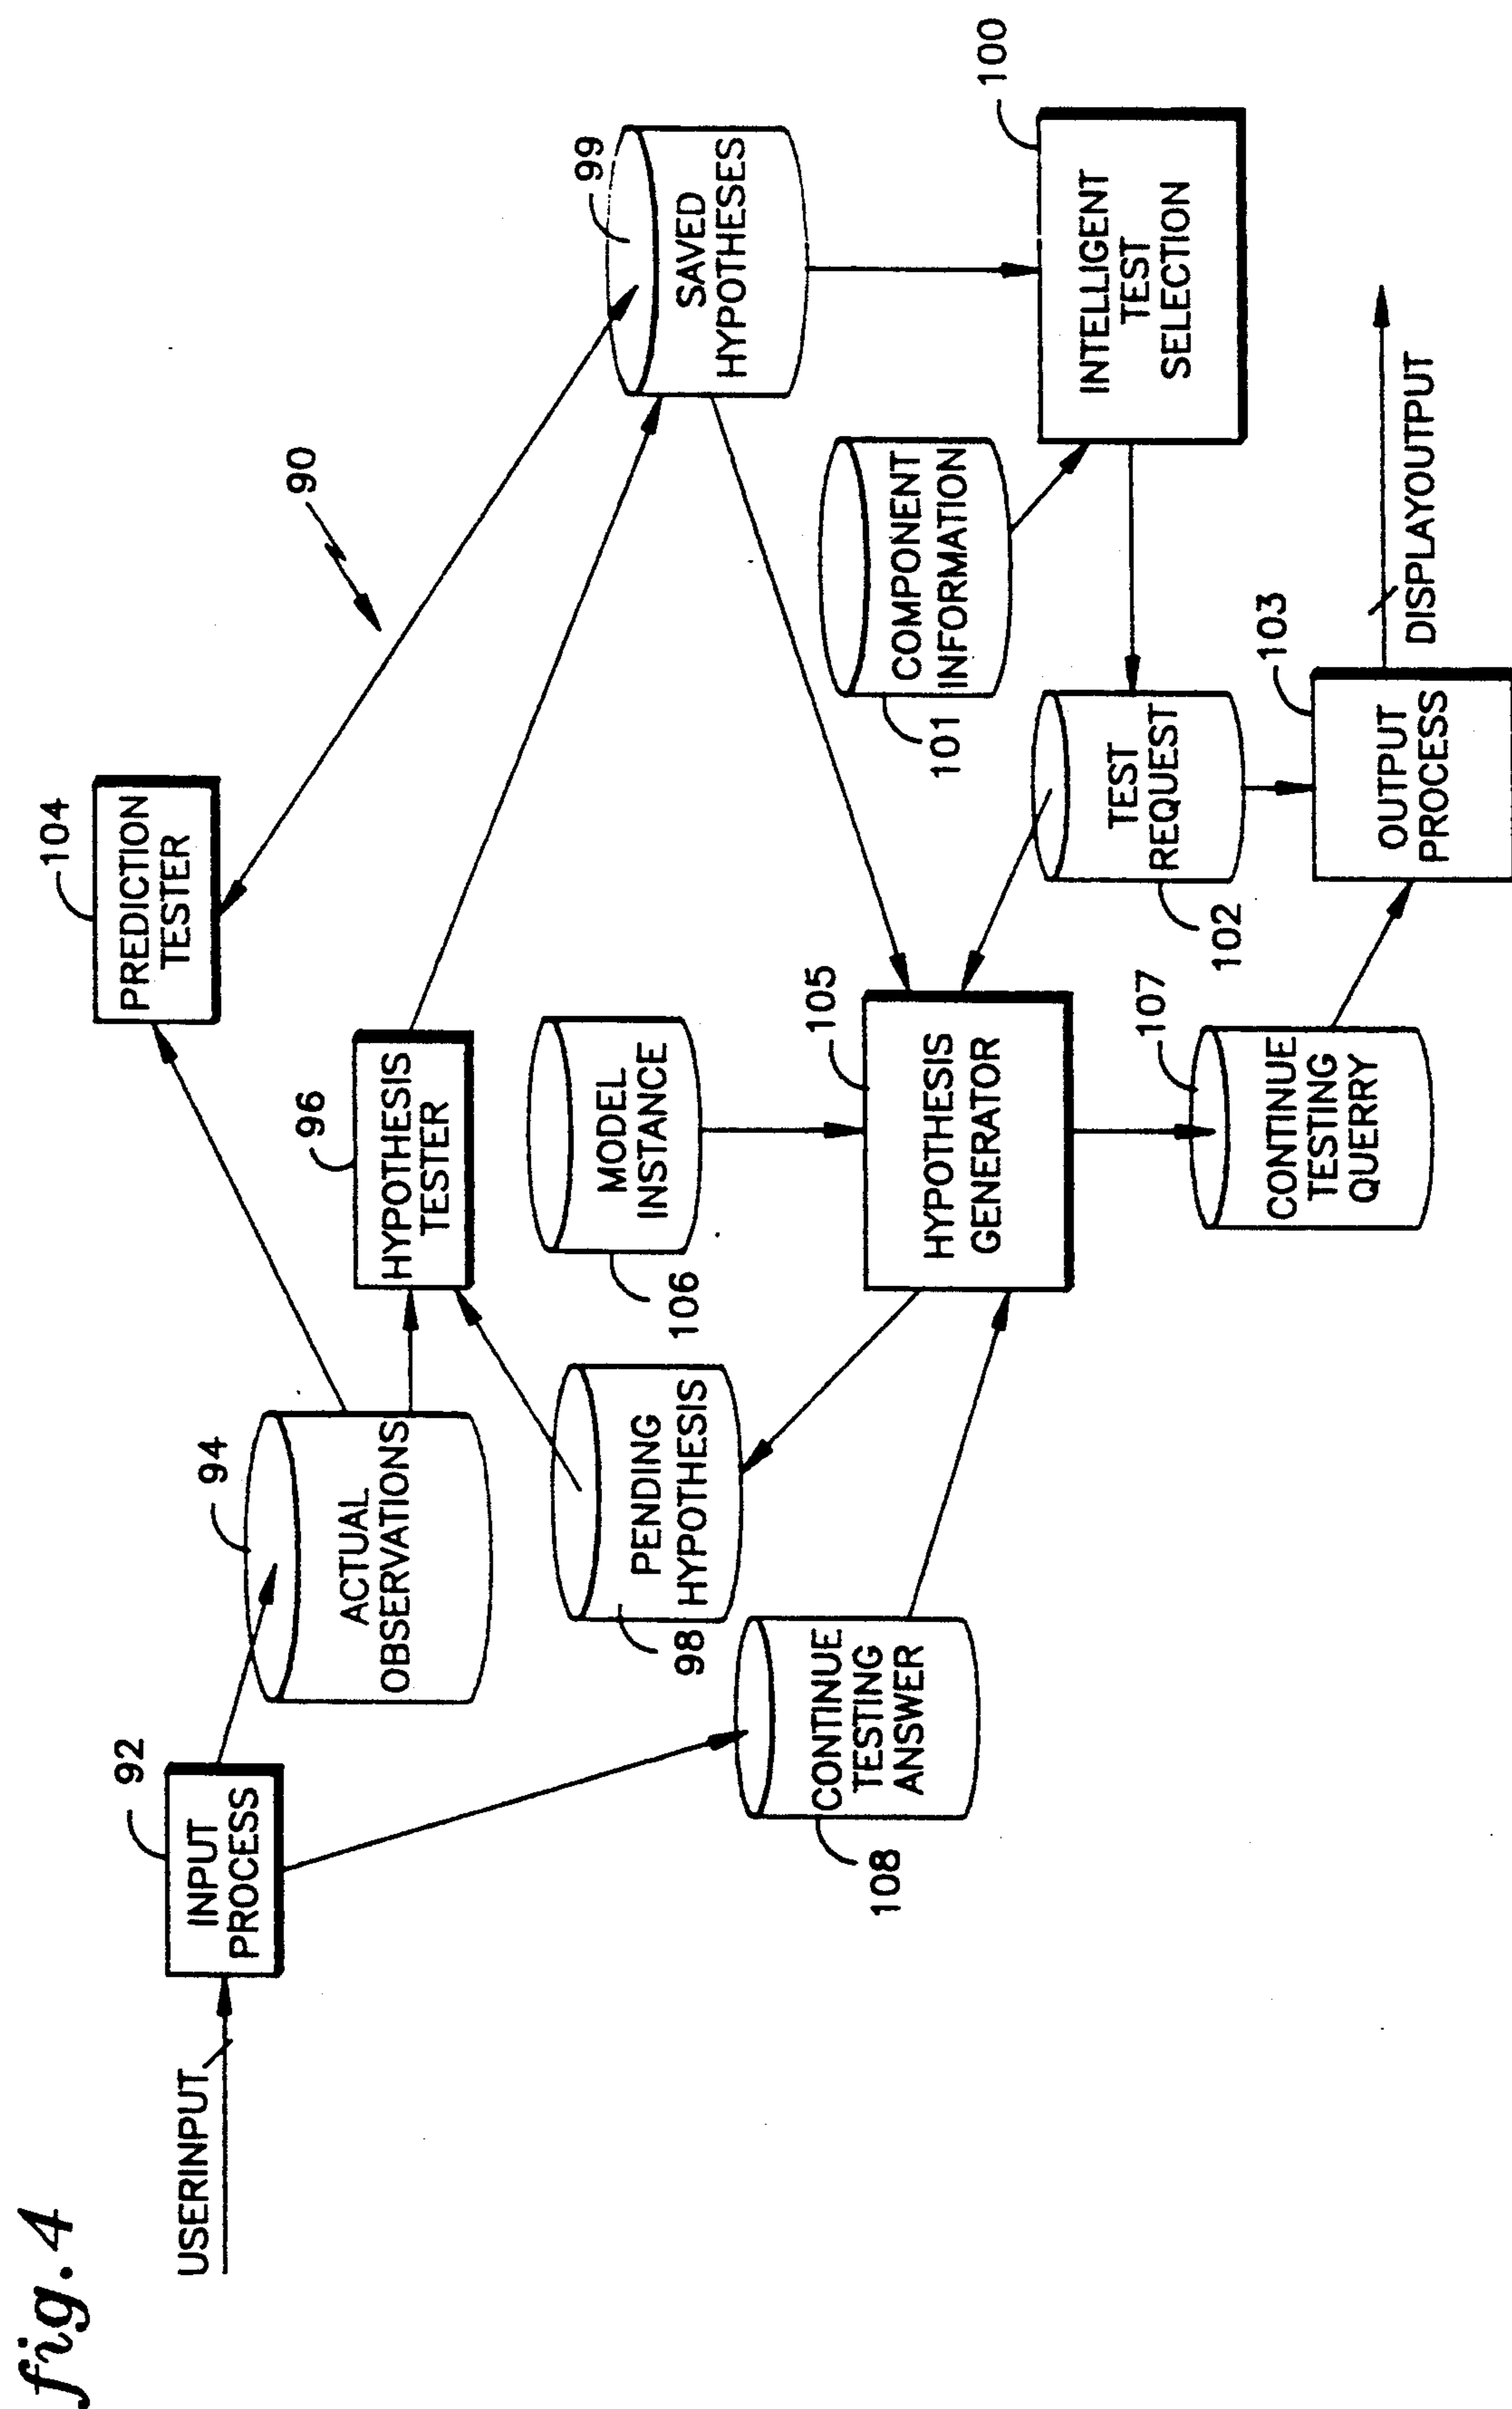 fig.4
USERINPUT
92
INPUT
PROCESS
94
ACTUAL
OBSERVATIONS
104
PREDICTION
TESTER
90
96
HYPOTHESIS
TESTER
99
SAVED
HYPOTHESES
98
PENDING
HYPOTHESIS
106
MODEL
INSTANCE
108
CONTINUE
TESTING
ANSWER
105
HYPOTHESIS
GENERATOR
101
COMPONENT
INFORMATION
100
INTELLIGENT
TEST
SELECTION
102
TEST
REQUEST
107
CONTINUE
TESTING
QUERRY
103
OUTPUT
PROCESS
DISPLAYOUTPUT